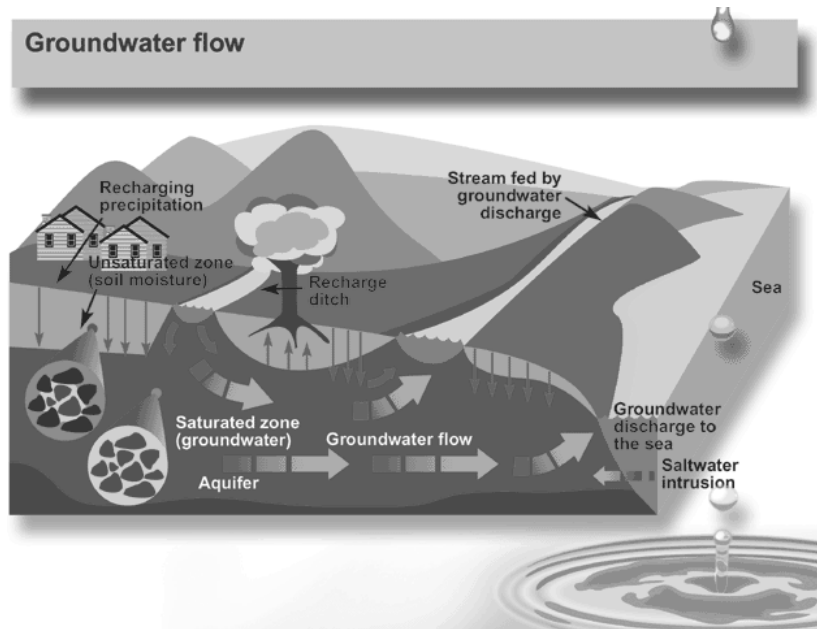 Groundwater flow
Recharging
precipitation
Unsaturated zone
(soil moisture)
Recharge
ditch
Stream fed by
groundwater
discharge
Sea
Saturated zone
(groundwater)
Groundwater flow
Aquifer
Groundwater
discharge to
the sea
Saltwater
intrusion